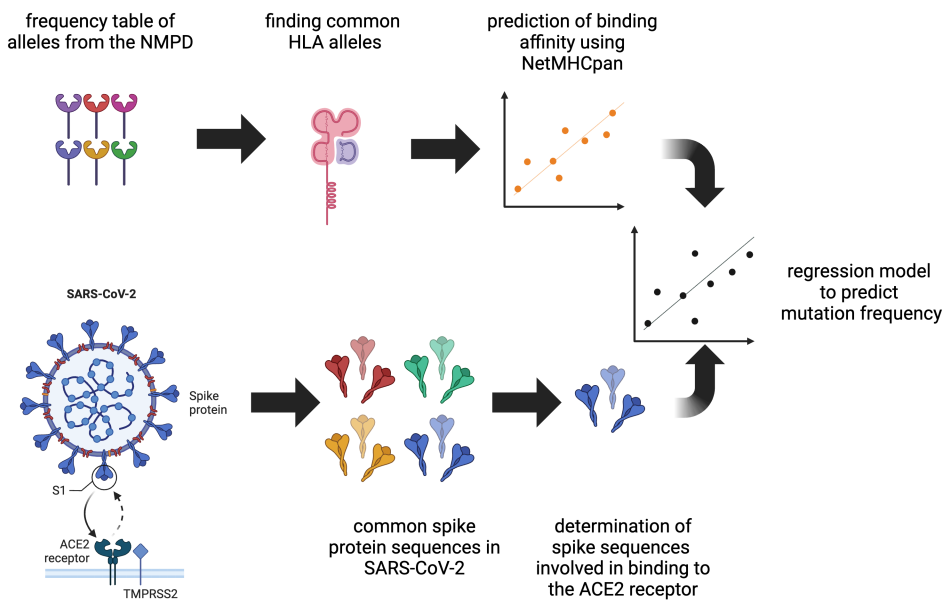 frequency table of
alleles from the NMPD
finding common
HLA alleles
prediction of binding
affinity using
NetMHCpan
regression model
to predict
mutation frequency
SARS-CoV-2
Spike
protein
S1
ACE2
receptor
TMPRSS2
common spike
protein sequences in
SARS-CoV-2
determination of
spike sequences
involved in binding to
the ACE2 receptor